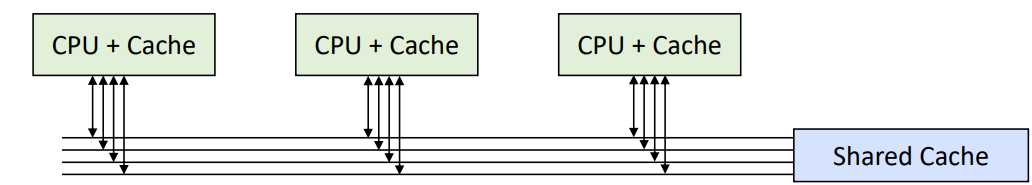 CPU + Cache
CPU + Cache
CPU + Cache
Shared Cache